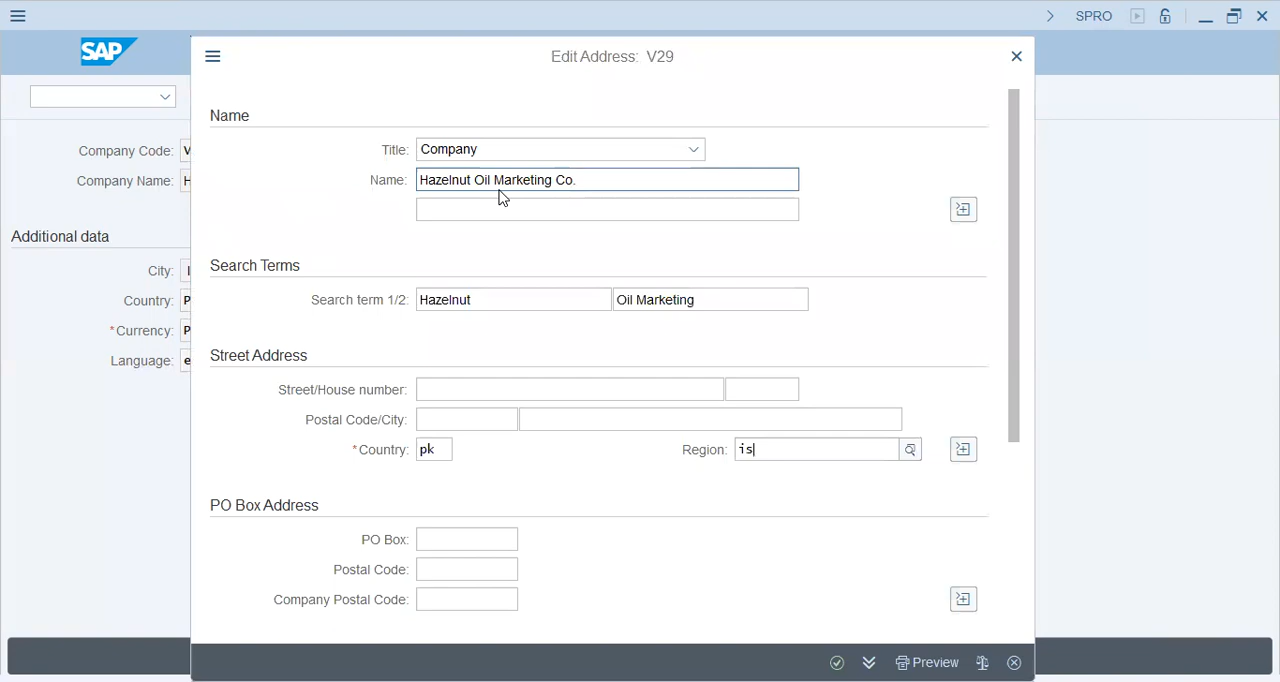 SPRO
SAP
Edit Address: V29
Name
Title: Company
Name: Hazelnut Oil Marketing Co.
Search Terms
Search term 1/2: Hazelnut Oil Marketing
Street Address
Street/House number:
Postal Code/City:
*Country: pk Region: is
PO Box Address
PO Box:
Postal Code:
Company Postal Code:
Preview
Company Code: V
Company Name: H
Additional data
City: I
Country: P
*Currency: P
Language: e